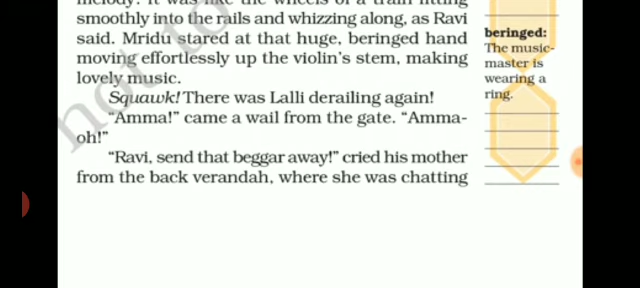 melody. It was like the wheels of a train fitting
smoothly into the rails and whizzing along, as Ravi
said. Mridu stared at that huge, beringed hand
moving effortlessly up the violin's stem, making
lovely music.
Squawk! There was Lalli derailing again!
"Amma!" came a wail from the gate. "Amma-
oh!"
"Ravi, send that beggar away!" cried his mother
from the back verandah, where she was chatting
beringed:
The music-
master is
wearing a
ring.
not to